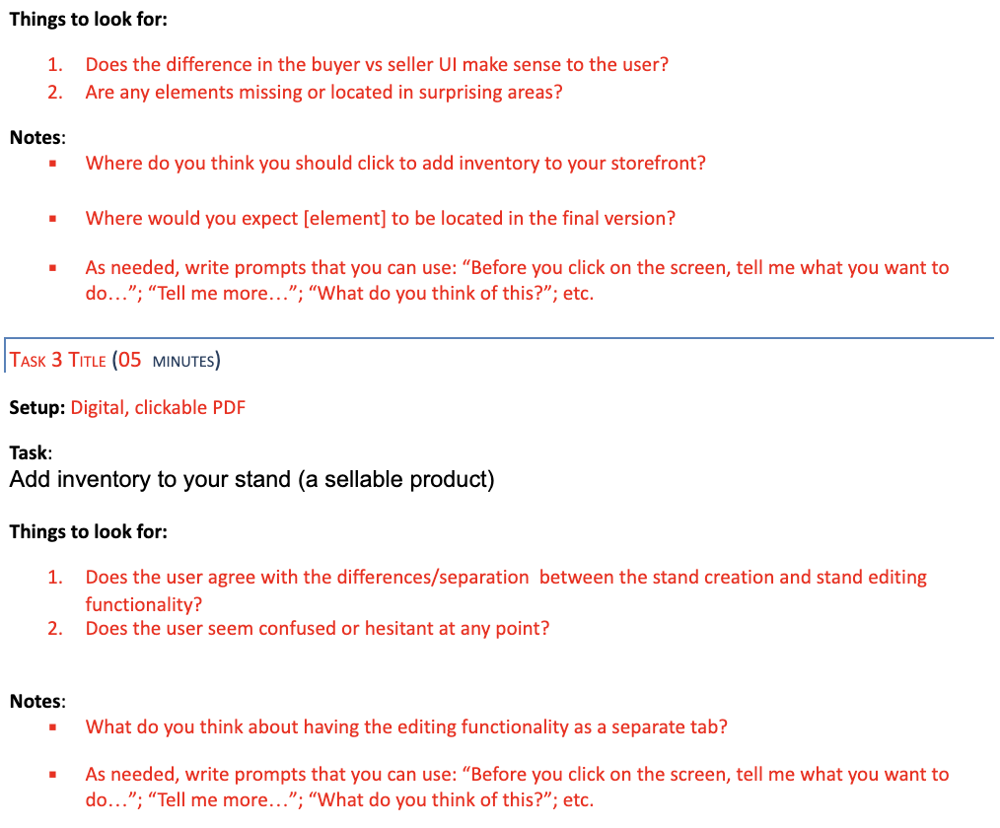 Things to look for:
1. Does the difference in the buyer vs seller UI make sense to the user?
2. Are any elements missing or located in surprising areas?
Notes:
▪ Where do you think you should click to add inventory to your storefront?
▪ Where would you expect [element] to be located in the final version?
▪ As needed, write prompts that you can use: “Before you click on the screen, tell me what you want to
do…”; “Tell me more…”; “What do you think of this?”; etc.
Task 3 Title (05 minutes)
Setup: Digital, clickable PDF
Task:
Add inventory to your stand (a sellable product)
Things to look for:
1. Does the user agree with the differences/separation  between the stand creation and stand editing
functionality?
2. Does the user seem confused or hesitant at any point?
Notes:
▪ What do you think about having the editing functionality as a separate tab?
▪ As needed, write prompts that you can use: “Before you click on the screen, tell me what you want to
do…”; “Tell me more…”; “What do you think of this?”; etc.